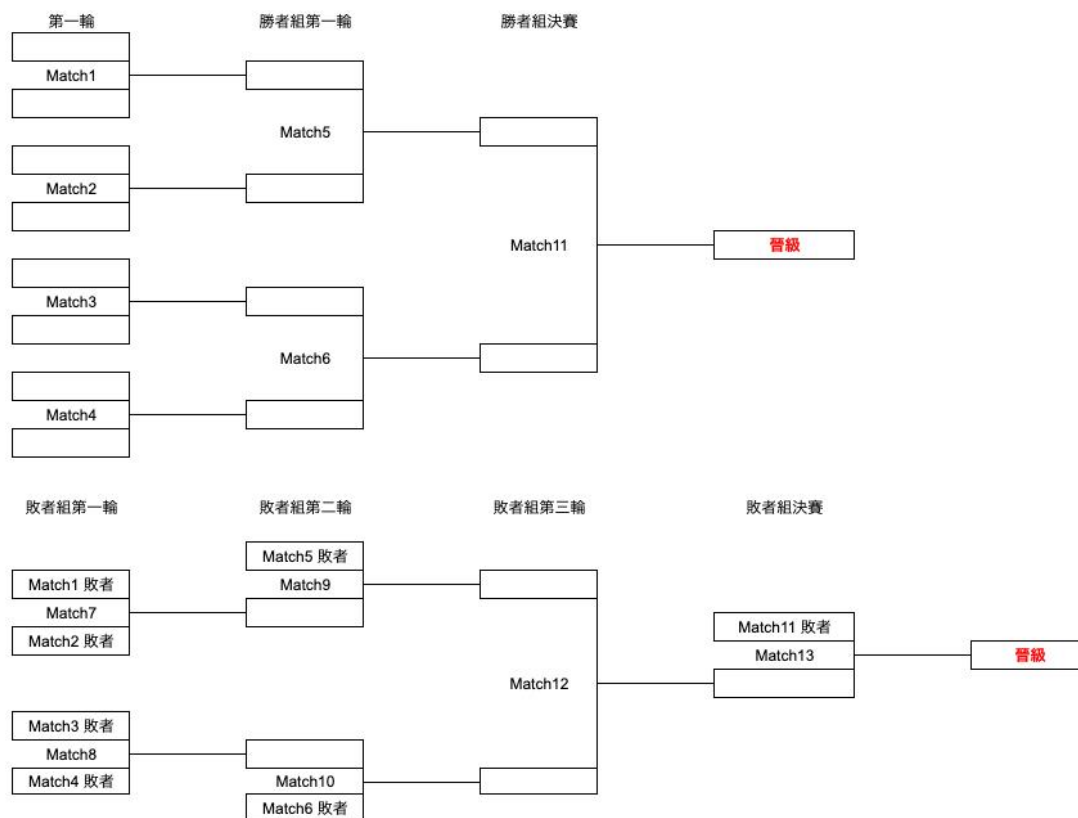 第一輪
勝者組第一輪
勝者組決賽
Match1
Match5
Match2
Match11
晉級
Match3
Match6
Match4
敗者組第一輪
敗者組第二輪
敗者組第三輪
敗者組決賽
Match5 敗者
Match1 敗者
Match9
Match7
Match11 敗者
Match2 敗者
Match13
晉級
Match12
Match3 敗者
Match8
Match4 敗者
Match10
Match6 敗者